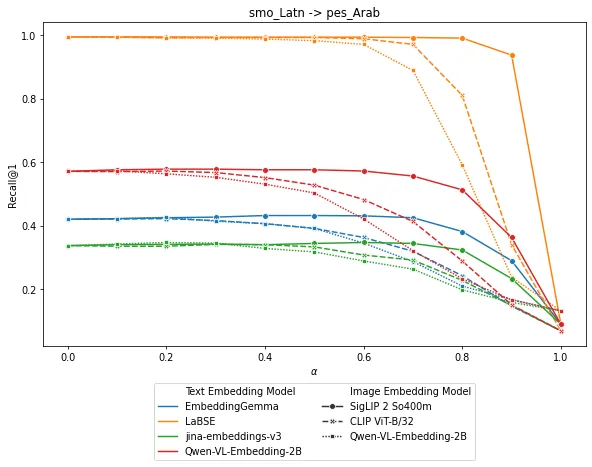 smo_Latn -> pes_Arab
Recall@1
1.0
0.8
0.6
0.4
0.2
0.0 0.2 0.4 0.6 0.8 1.0
α
Text Embedding Model Image Embedding Model
EmbeddingGemma SigLIP 2 So400m
LaBSE CLIP ViT-B/32
jina-embeddings-v3 Qwen-VL-Embedding-2B
Qwen-VL-Embedding-2B